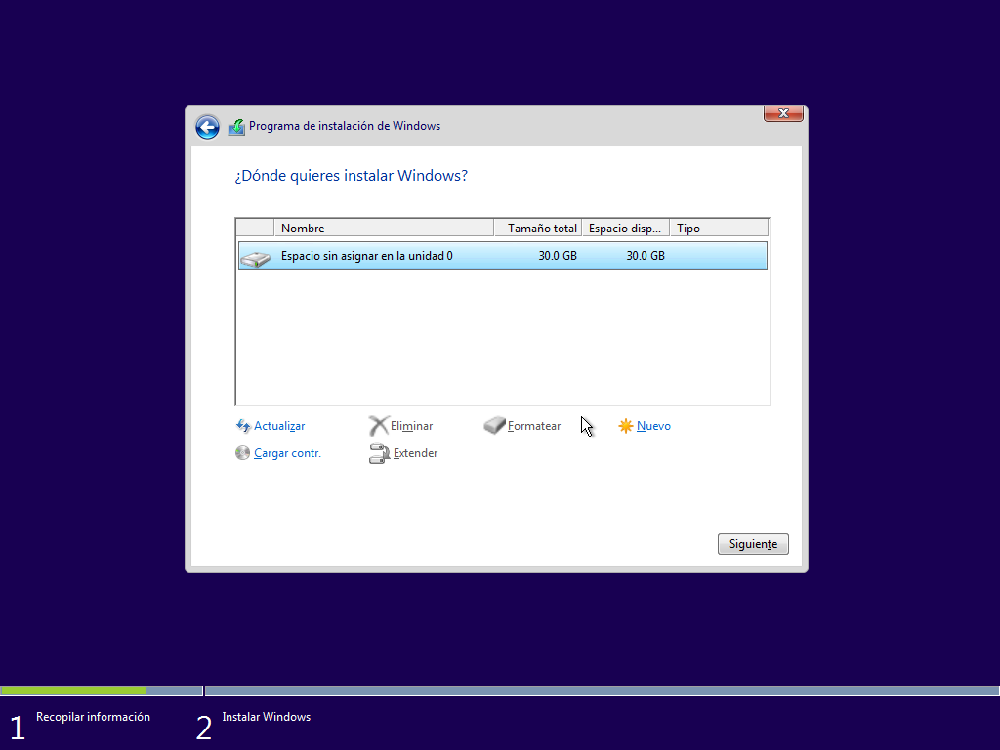 Programa de instalación de Windows
¿Dónde quieres instalar Windows?
Nombre Tamaño total Espacio disp... Tipo
Espacio sin asignar en la unidad 0 30.0 GB 30.0 GB
Actualizar Eliminar Formatear Nuevo
Cargar contr. Extender
Siguiente
1 Recopilar información 2 Instalar Windows